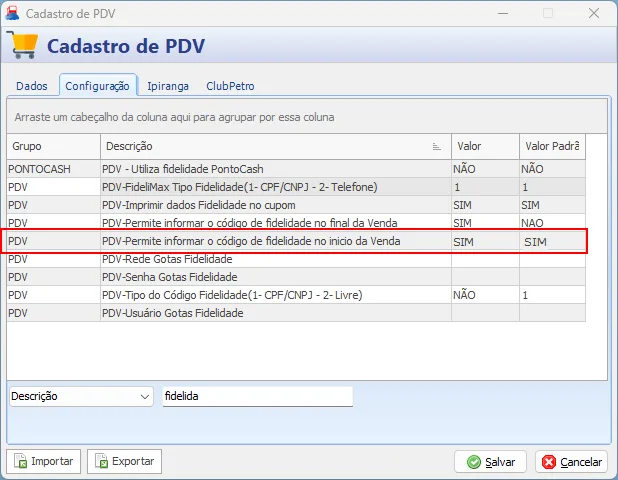 Cadastro de PDV
Cadastro de PDV
Dados Configuração Ipiranga ClubPetro
Arraste um cabeçalho da coluna aqui para agrupar por essa coluna
Grupo Descrição Valor Valor Padrã
PONTOCASH PDV - Utiliza fidelidade PontoCash NÃO NÃO
PDV PDV-FideliMax Tipo Fidelidade(1- CPF/CNPJ - 2- Telefone) 1 1
PDV PDV-Imprimir dados Fidelidade no cupom SIM SIM
PDV PDV-Permite informar o código de fidelidade no final da Venda SIM NAO
PDV PDV-Permite informar o código de fidelidade no inicio da Venda SIM SIM
PDV PDV-Rede Gotas Fidelidade
PDV PDV-Senha Gotas Fidelidade
PDV PDV-Tipo do Código Fidelidade(1- CPF/CNPJ - 2- Livre) NÃO 1
PDV PDV-Usuário Gotas Fidelidade
Descrição fidelida
Importar Exportar Salvar Cancelar